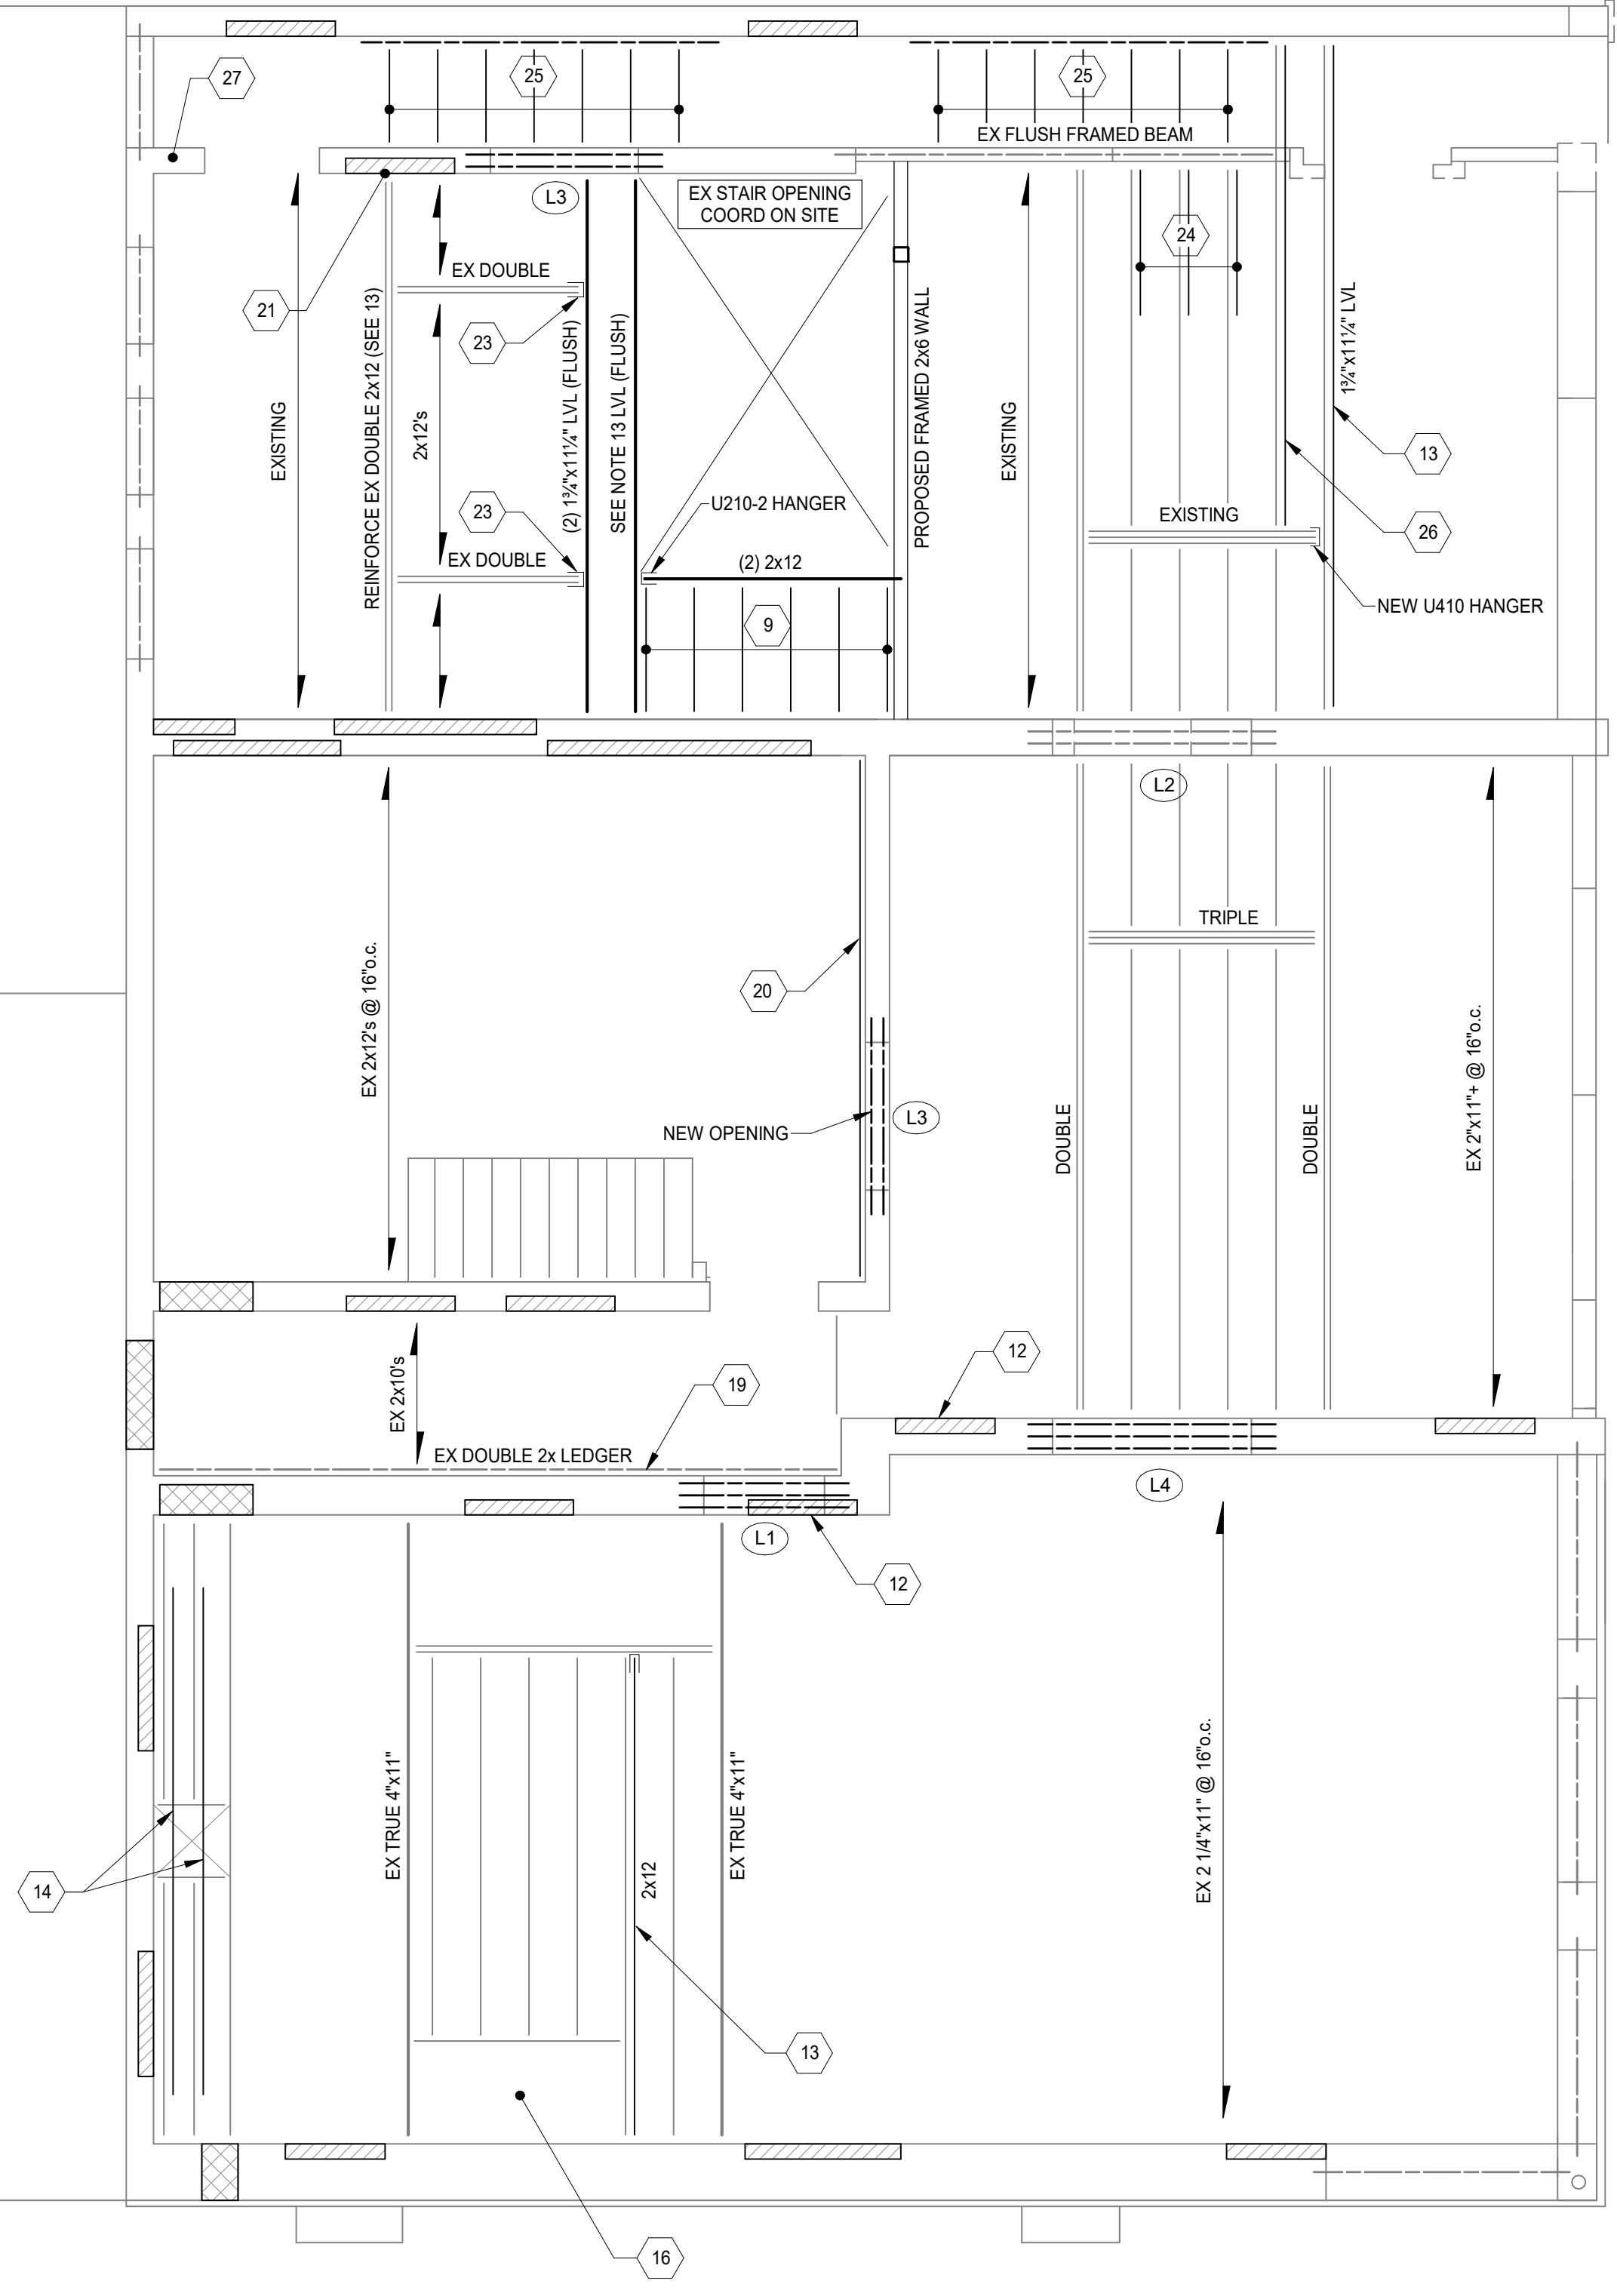 27
25
25
EX FLUSH FRAMED BEAM
L3
EX STAIR OPENING
COORD ON SITE
24
EX DOUBLE
21
23
REINFORCE EX DOUBLE 2x12 (SEE 13)
EXISTING
2x12's
(2) 1¾"x11¼" LVL (FLUSH)
SEE NOTE 13 LVL (FLUSH)
PROPOSED FRAMED 2x6 WALL
EXISTING
1¾"x11¼" LVL
13
23
U210-2 HANGER
EXISTING
26
EX DOUBLE
(2) 2x12
NEW U410 HANGER
9
L2
TRIPLE
20
EX 2x12's @ 16"o.c.
EX 2"x11"+ @ 16"o.c.
NEW OPENING
L3
DOUBLE
DOUBLE
12
EX 2x10's
19
EX DOUBLE 2x LEDGER
L4
L1
12
EX TRUE 4"x11"
EX TRUE 4"x11"
EX 2 1/4"x11" @ 16"o.c.
2x12
14
13
16